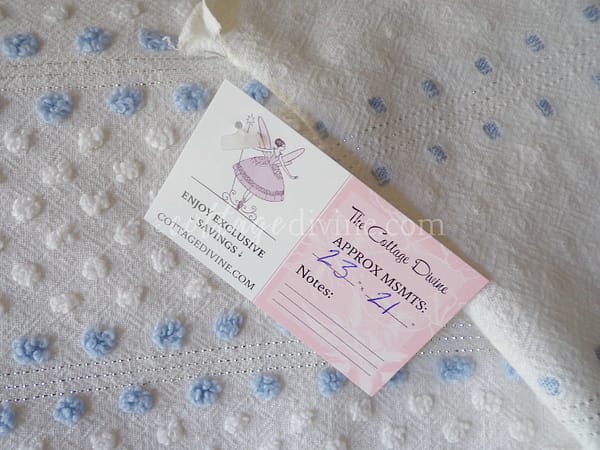 ENJOY EXCLUSIVE
SAVINGS
COTTAGEDIVINE.COM
The Cottage Divine
APPROX MSMTS:
23 .. 21
Notes:
cottagedivine.com